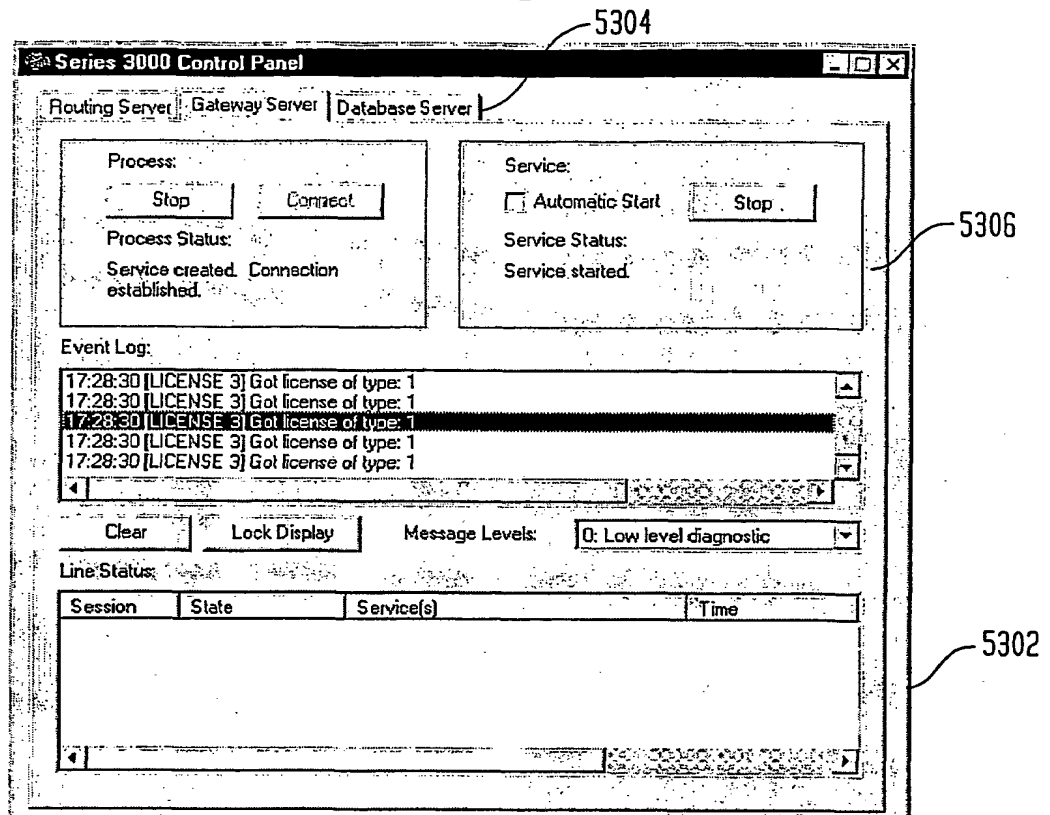 5304
Series 3000 Control Panel
Routing Server Gateway Server Database Server
Process:
Stop Connect
Process Status:
Service created. Connection
established.
Service:
Automatic Start Stop
Service Status:
Service started.
5306
Event Log:
17:28:30 [LICENSE 3] Got license of type: 1
17:28:30 [LICENSE 3] Got license of type: 1
17:28:30 [LICENSE 3] Got license of type: 1
17:28:30 [LICENSE 3] Got license of type: 1
17:28:30 [LICENSE 3] Got license of type: 1
Clear Lock Display Message Levels: 0: Low level diagnostic
Line Status:
Session State Service(s) Time
5302